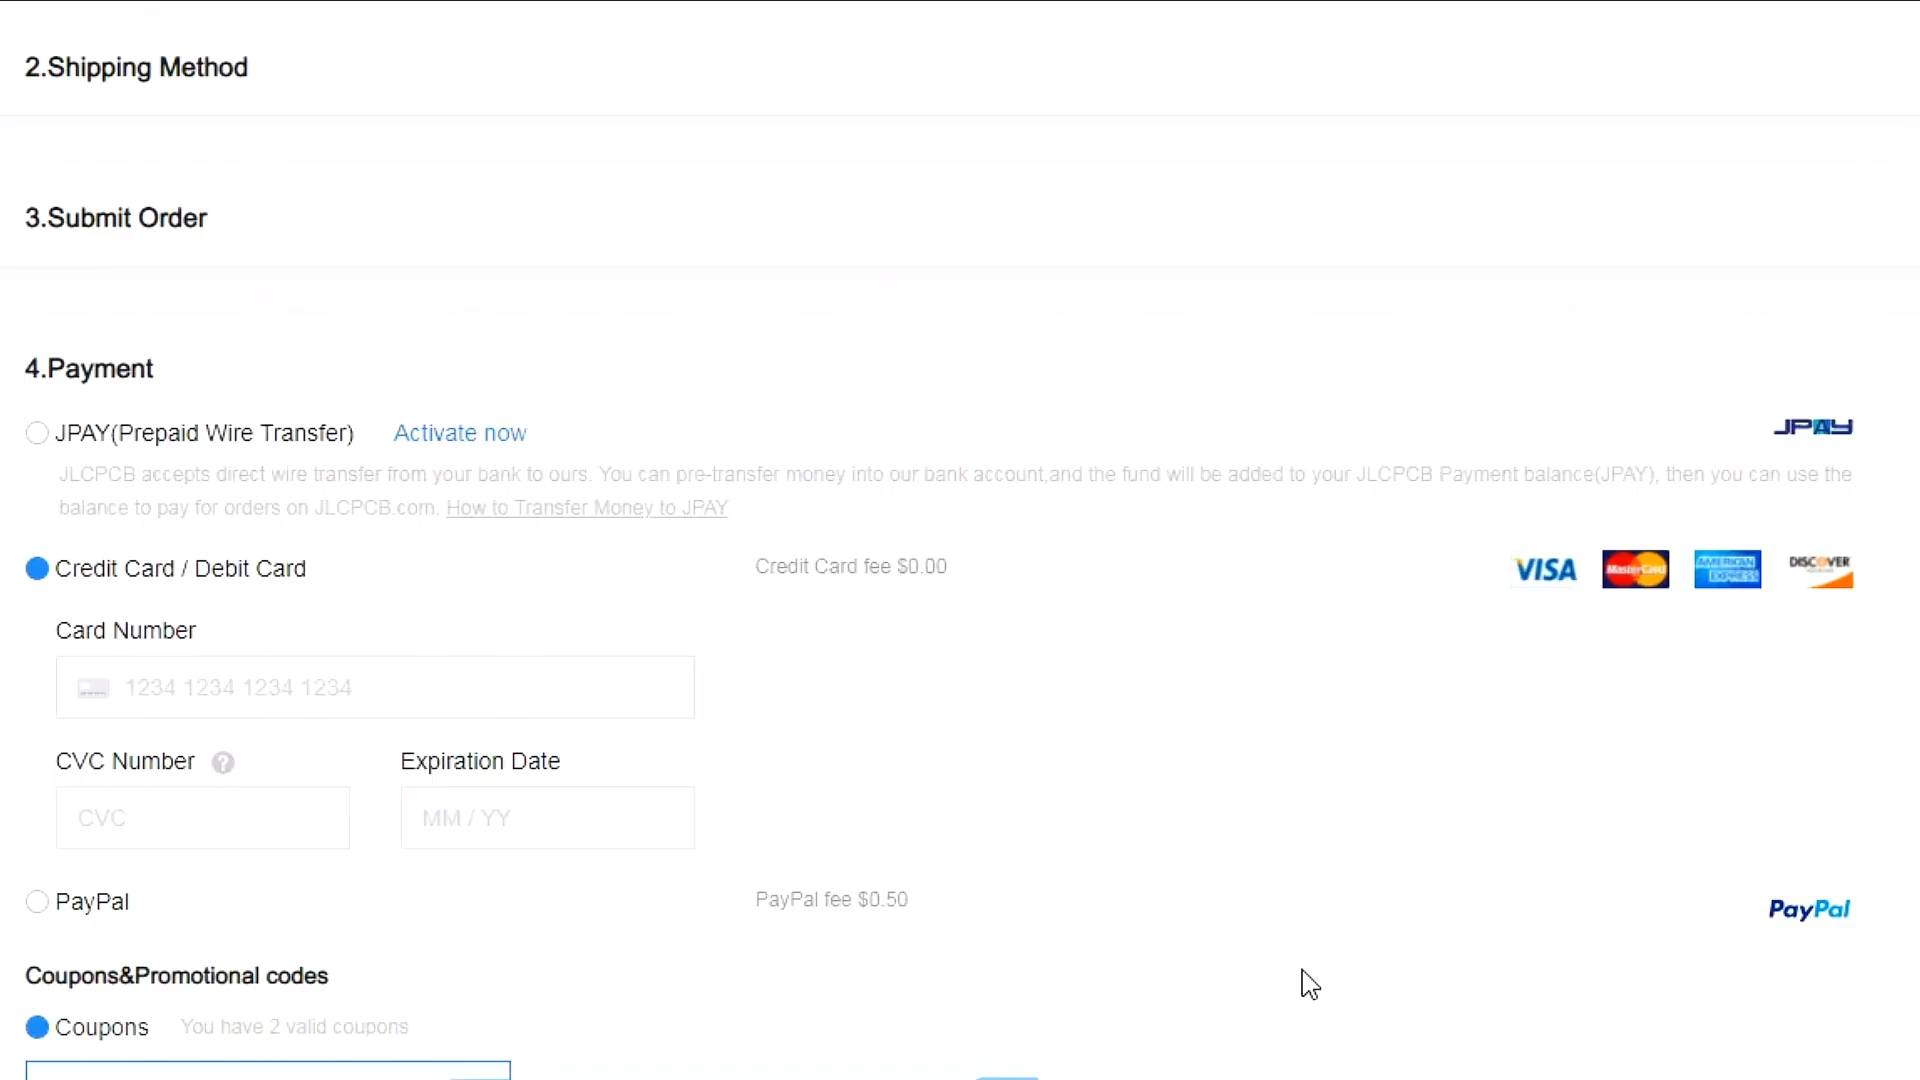 2.Shipping Method
3.Submit Order
4.Payment
JPAY(Prepaid Wire Transfer) Activate now JPAY
JLCPCB accepts direct wire transfer from your bank to ours. You can pre-transfer money into our bank account,and the fund will be added to your JLCPCB Payment balance(JPAY), then you can use the
balance to pay for orders on JLCPCB.com. How to Transfer Money to JPAY
Credit Card / Debit Card Credit Card fee $0.00 VISA MasterCard AMERICAN EXPRESS DISCOVER
Card Number
1234 1234 1234 1234
CVC Number ? Expiration Date
CVC MM / YY
PayPal PayPal fee $0.50 PayPal
Coupons&Promotional codes
Coupons You have 2 valid coupons